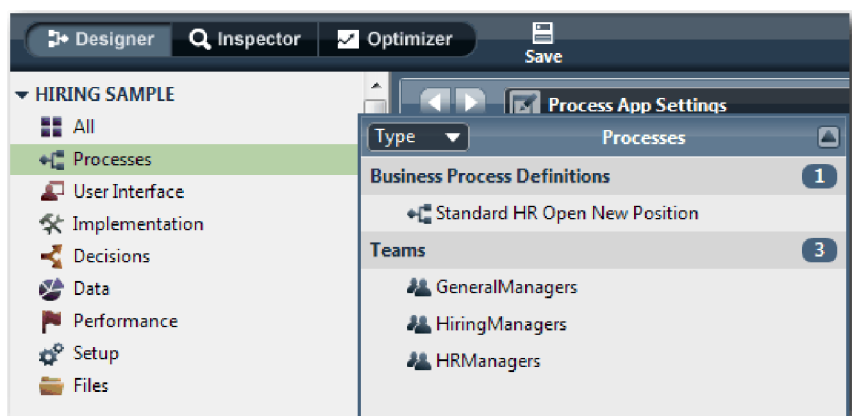 Designer Inspector Optimizer Save
HIRING SAMPLE
All
Processes
User Interface
Implementation
Decisions
Data
Performance
Setup
Files
Process App Settings
Type Processes
Business Process Definitions 1
Standard HR Open New Position
Teams 3
GeneralManagers
HiringManagers
HRManagers